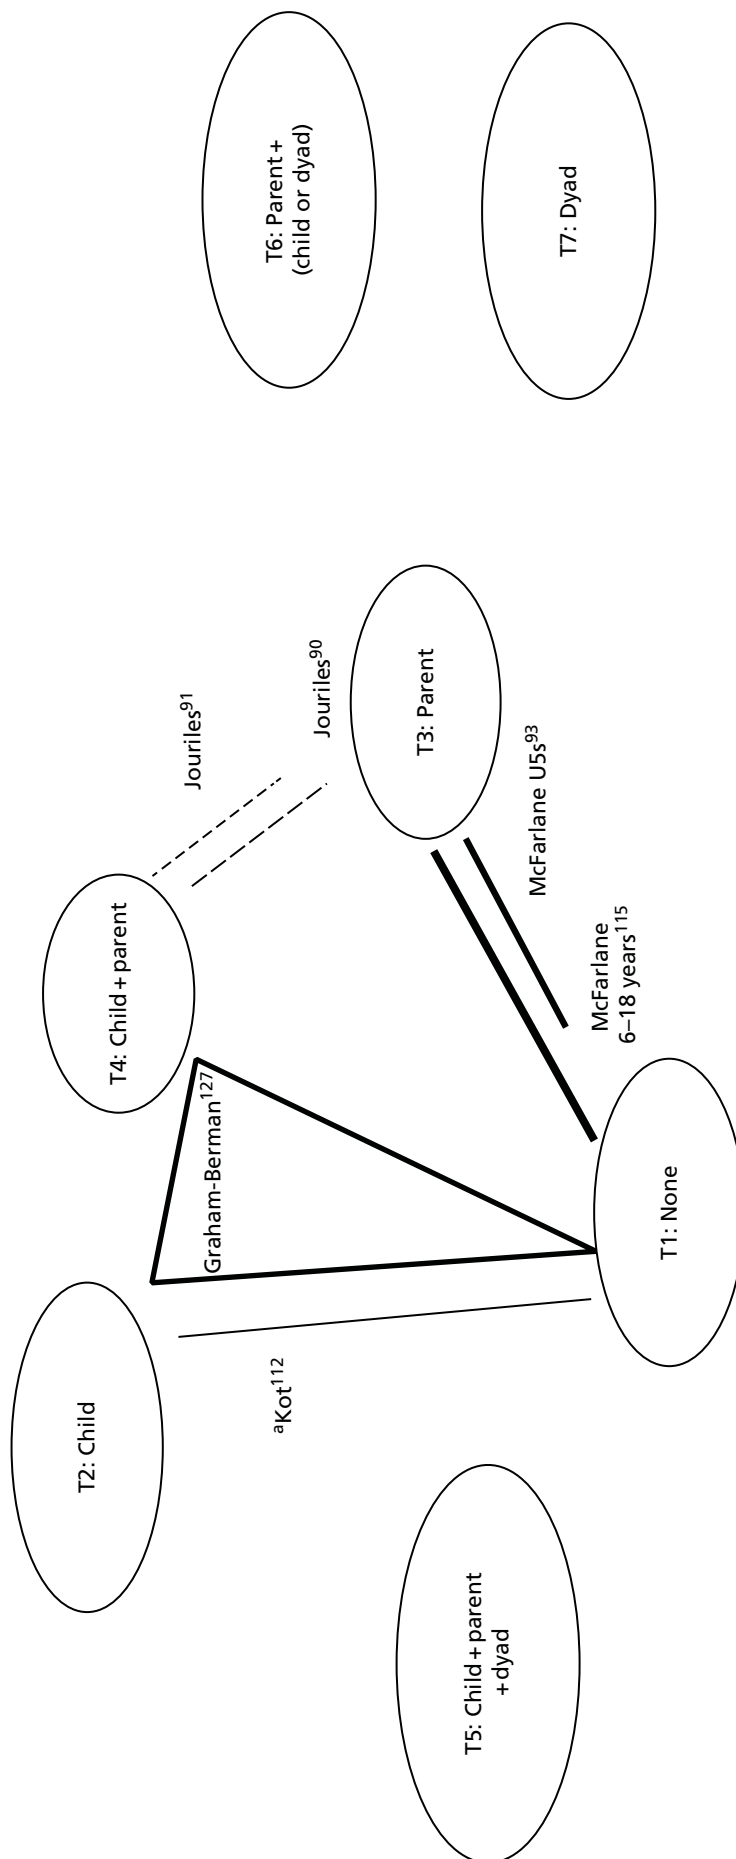 T2: Child
T4: Child + parent
T6: Parent +
(child or dyad)
Jouriles91
Graham-Berman127
aKot112
Jouriles90
T3: Parent
T7: Dyad
T5: Child + parent
+ dyad
McFarlane U5s93
McFarlane
6–18 years115
T1: None